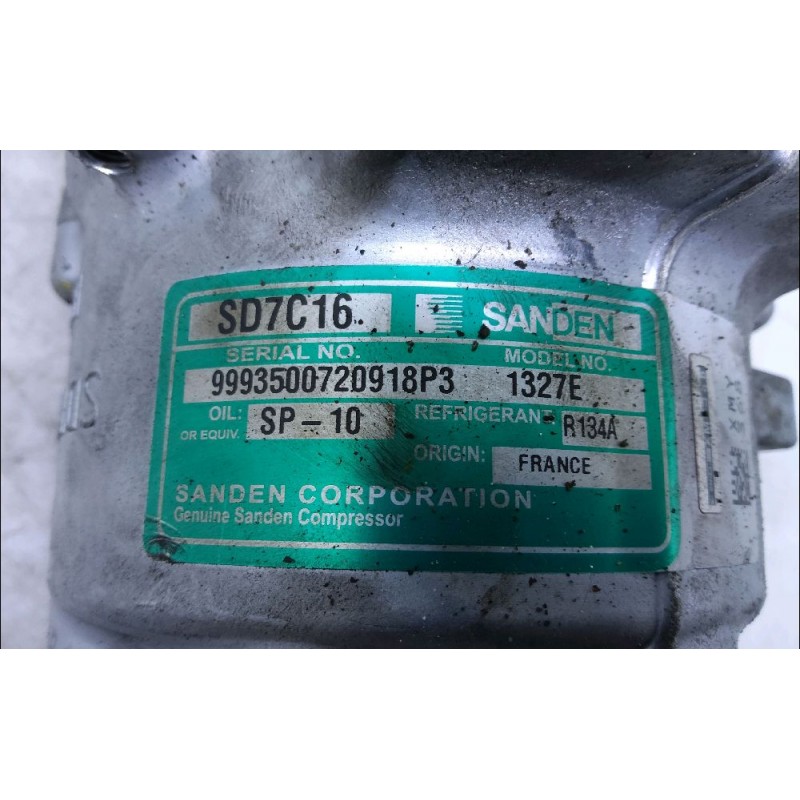 SD7C16 SANDEN
SERIAL NO. MODEL NO.
9993500720918P3 1327E
OIL: SP-10 REFRIGERANT R134A
OR EQUIV.
ORIGIN: FRANCE
SANDEN CORPORATION
Genuine Sanden Compressor